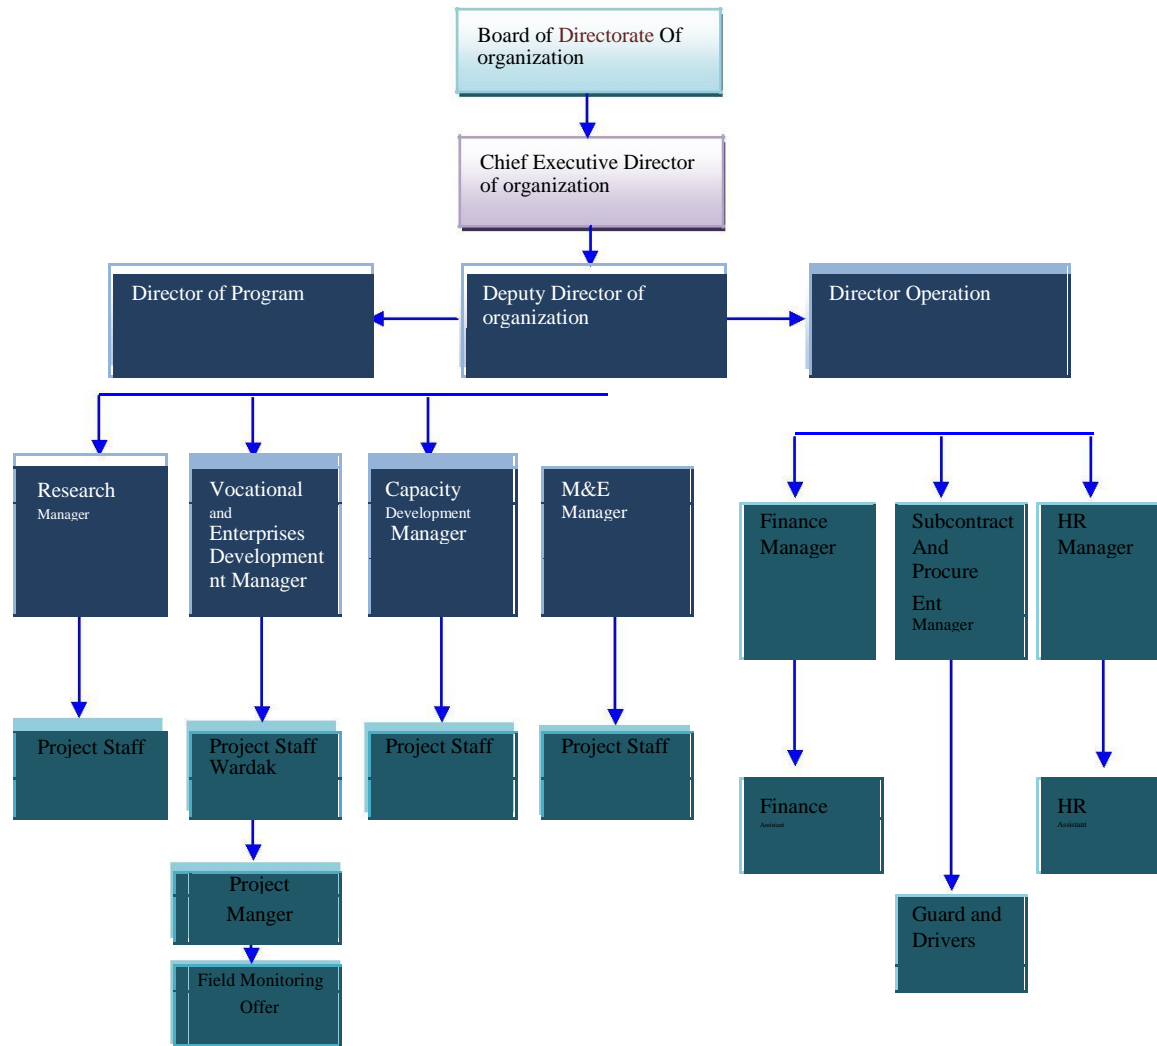 Board of Directorate Of
organization
Chief Executive Director
of organization
Director of Program
Deputy Director of
organization
Director Operation
Research
Manager
Vocational
and
Enterprises
Development
nt Manager
Capacity
Development
Manager
M&E
Manager
Finance
Manager
Subcontract
And
Procure
Ent
Manager
HR
Manager
Project Staff
Project Staff
Wardak
Project Staff
Project Staff
Finance
Assistant
HR
Assistant
Project
Manger
Guard and
Drivers
Field Monitoring
Offer